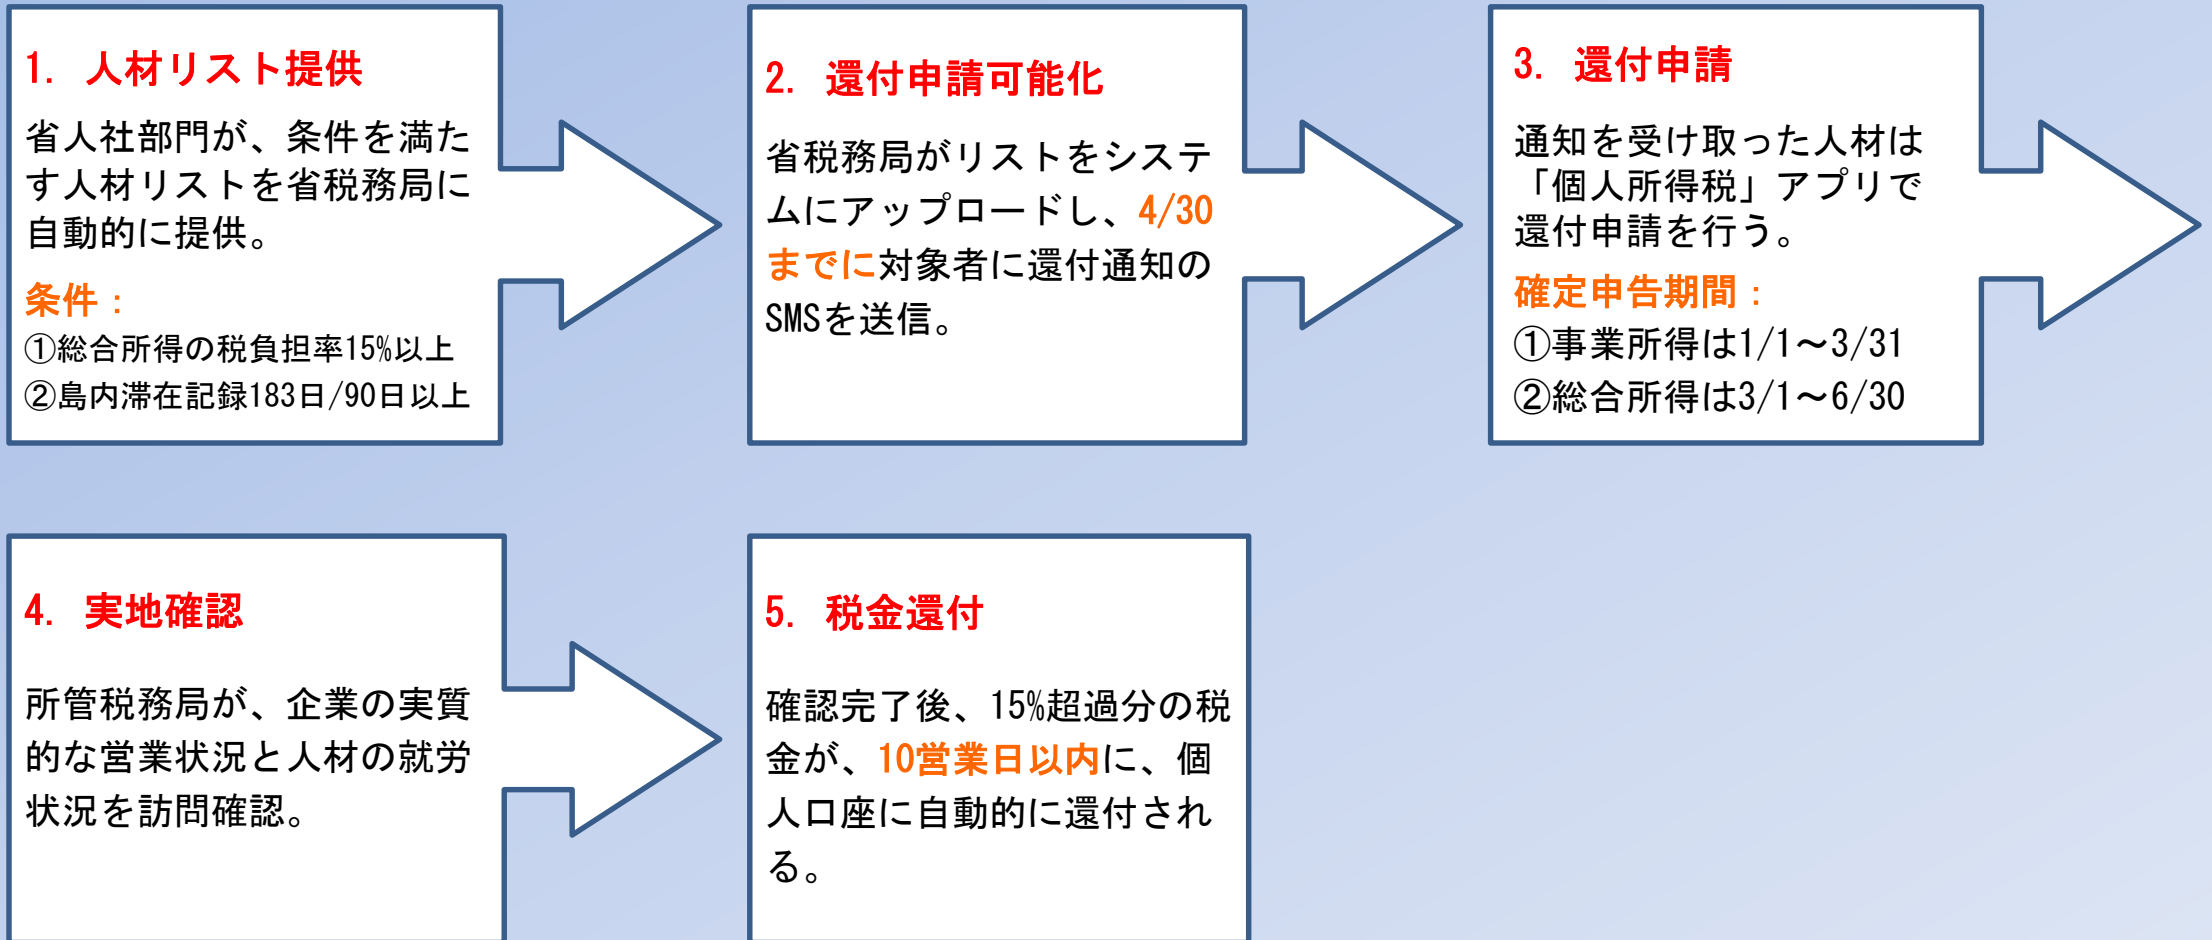 1. 人材リスト提供
省人社部門が、条件を満た
す人材リストを省税務局に
自動的に提供。
条件：
①総合所得の税負担率15%以上
②島内滞在記録183日/90日以上
2. 還付申請可能化
省税務局がリストをシステ
ムにアップロードし、4/30
までに対象者に還付通知の
SMSを送信。
3. 還付申請
通知を受け取った人材は
「個人所得税」アプリで
還付申請を行う。
確定申告期間：
①事業所得は1/1～3/31
②総合所得は3/1～6/30
4. 実地確認
所管税務局が、企業の実質
的な営業状況と人材の就労
状況を訪問確認。
5. 税金還付
確認完了後、15%超過分の税
金が、10営業日以内に、個
人口座に自動的に還付され
る。